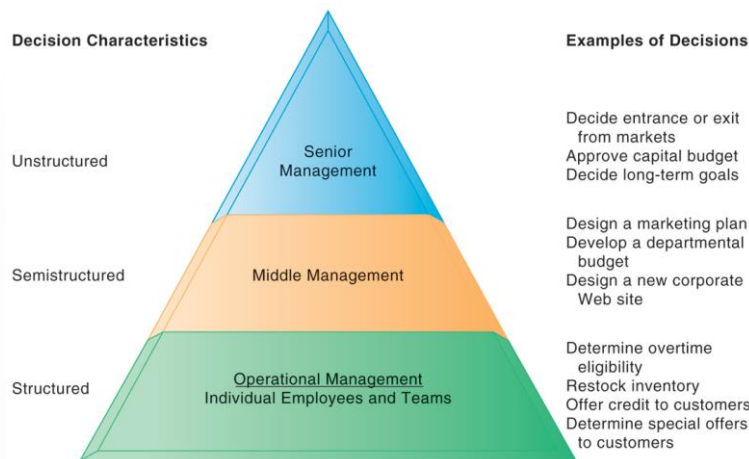 Decision Characteristics
Examples of Decisions
Unstructured
Senior
Management
Decide entrance or exit
from markets
Approve capital budget
Decide long-term goals
Semistructured
Middle Management
Design a marketing plan
Develop a departmental
budget
Design a new corporate
Web site
Structured
Operational Management
Individual Employees and Teams
Determine overtime
eligibility
Restock inventory
Offer credit to customers
Determine special offers
to customers